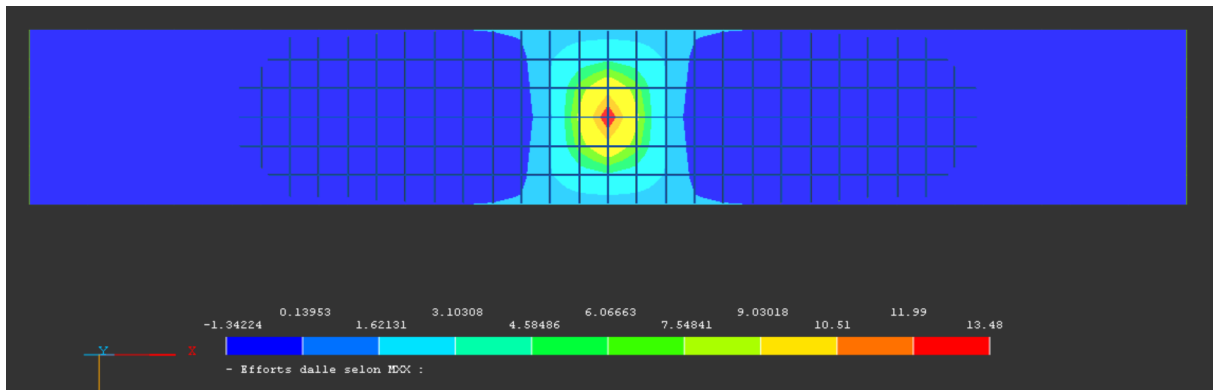 0.13953 3.10308 6.06663 9.03018 11.99
-1.34224 1.62131 4.58486 7.54841 10.51 13.48
Y X
- Efforts dalle selon MXX :